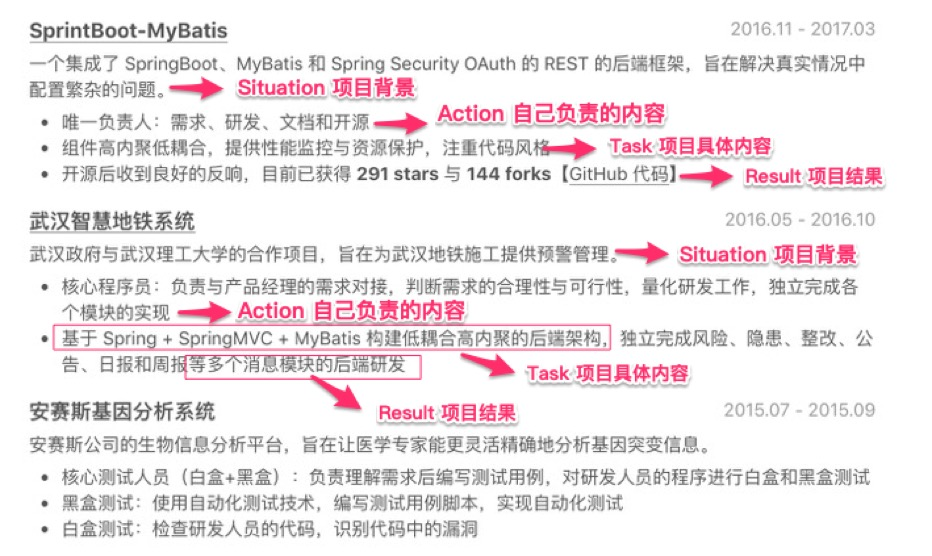 SprintBoot-MyBatis 2016.11 - 2017.03
一个集成了 SpringBoot、MyBatis 和 Spring Security OAuth 的 REST 的后端框架，旨在解决真实情况中
配置繁杂的问题。 Situation 项目背景
• 唯一负责人：需求、研发、文档和开源 Action 自己负责的内容
• 组件高内聚低耦合，提供性能监控与资源保护，注重代码风格 Task 项目具体内容
• 开源后收到良好的反响，目前已获得 291 stars 与 144 forks【GitHub 代码】 Result 项目结果
武汉智慧地铁系统 2016.05 - 2016.10
武汉政府与武汉理工大学的合作项目，旨在为武汉地铁施工提供预警管理。 Situation 项目背景
• 核心程序员：负责与产品经理的需求对接，判断需求的合理性与可行性，量化研发工作，独立完成各
个模块的实现 Action 自己负责的内容
• 基于 Spring + SpringMVC + MyBatis 构建低耦合高内聚的后端架构，独立完成风险、隐患、整改、公
告、日报和周报等多个消息模块的后端研发
Task 项目具体内容
Result 项目结果
安赛斯基因分析系统 2015.07 - 2015.09
安赛斯公司的生物信息分析平台，旨在让医学专家能更灵活精确地分析基因突变信息。
• 核心测试人员（白盒+黑盒）：负责理解需求后编写测试用例，对研发人员的程序进行白盒和黑盒测试
• 黑盒测试：使用自动化测试技术，编写测试用例脚本，实现自动化测试
• 白盒测试：检查研发人员的代码，识别代码中的漏洞